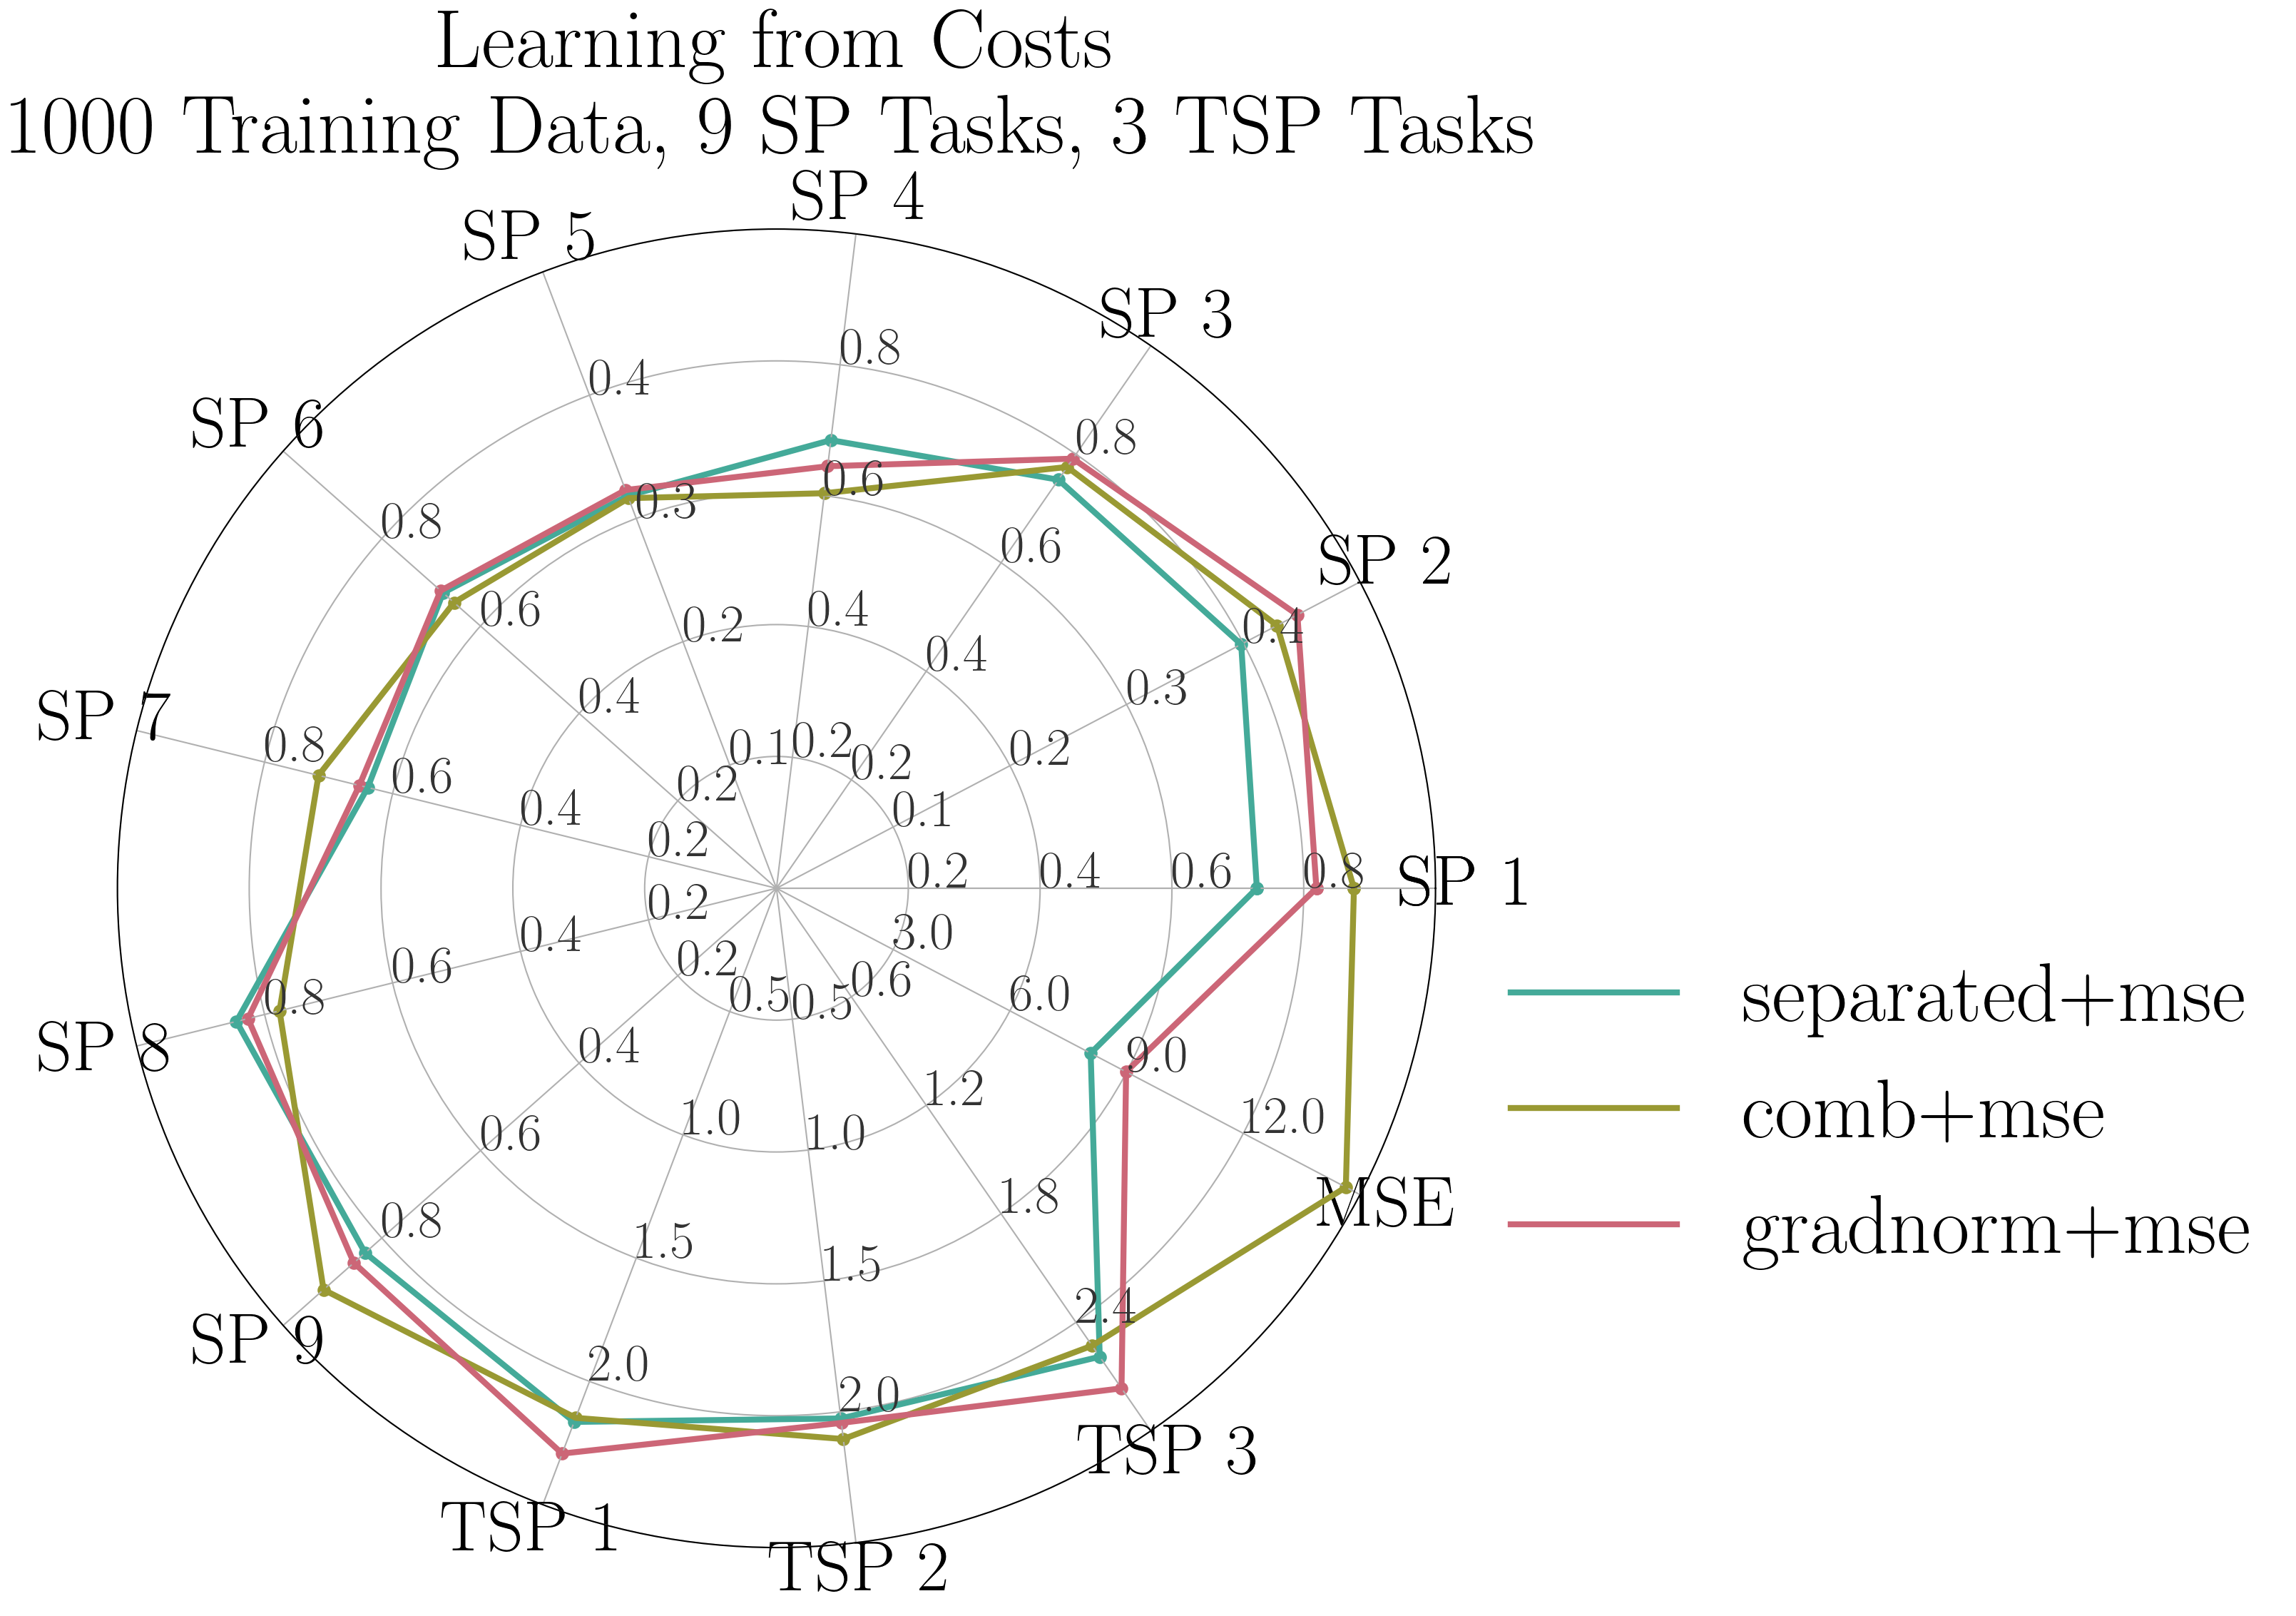 Learning from Costs
1000 Training Data, 9 SP Tasks, 3 TSP Tasks
SP 4
SP 5
SP 3
0.8
0.4
0.8
SP 6
0.8
0.6
0.3
0.6
SP 2
0.6
0.4
0.2
0.4
0.4
0.3
0.4
SP 7
0.8
0.6
0.4
0.2
0.1
0.2
0.2
0.2
0.1
0.2
0.2
0.4
0.6
0.8
SP 1
0.2
0.4
0.6
0.8
SP 8
3.0
6.0
9.0
12.0
MSE
0.2
0.4
0.6
0.8
SP 9
0.5
0.5
0.6
1.0
1.0
1.2
1.5
1.5
1.8
2.0
2.0
2.4
TSP 1
TSP 2
TSP 3
separated+mse
comb+mse
gradnorm+mse